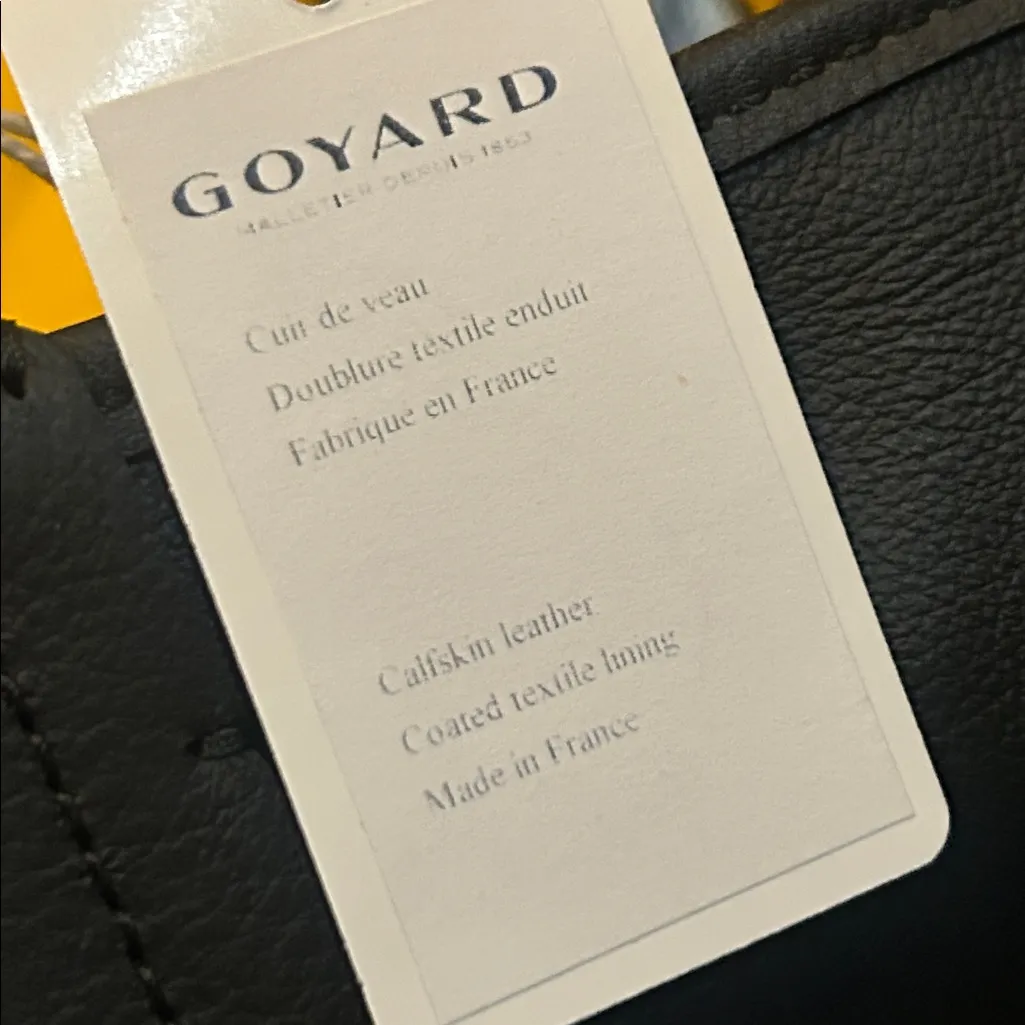 GOYARD
MALLETIER DEPUIS 1853
Cuir de veau
Doublure textile enduit
Fabrique en France
Calfskin leather
Coated textile lining
Made in France